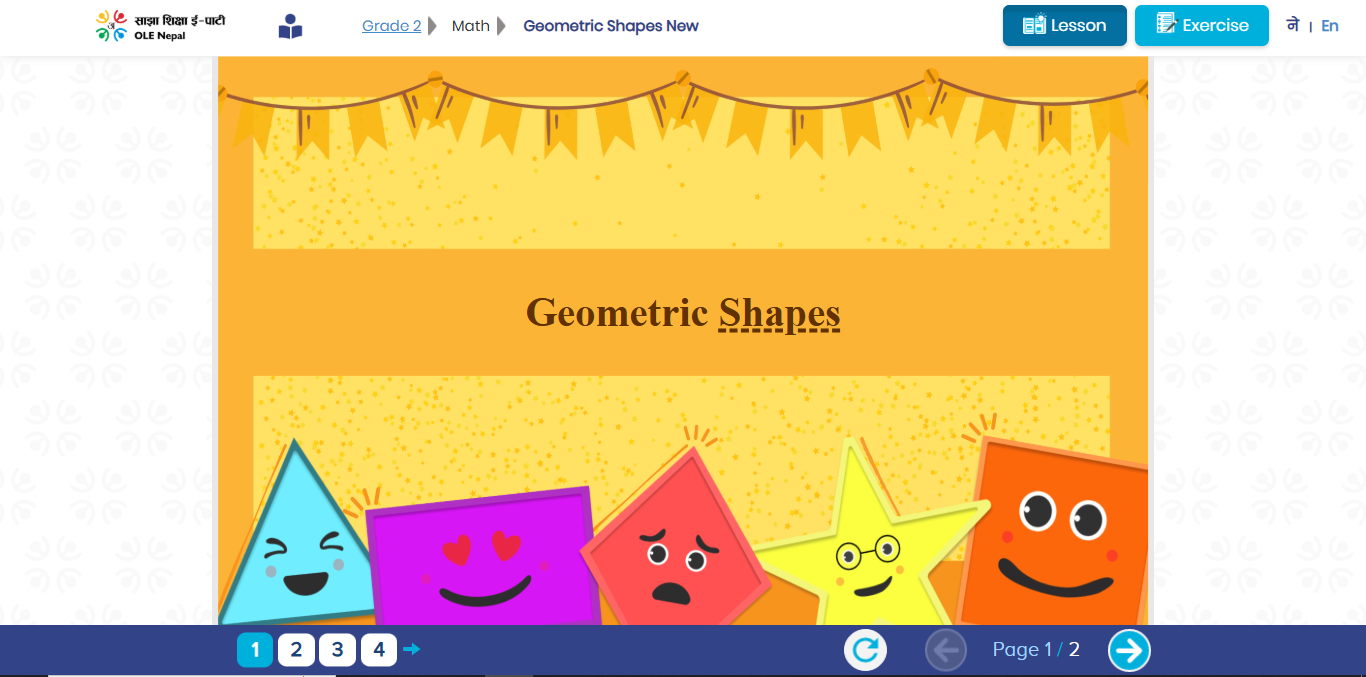 साझा शिक्षा ई-पाटी
OLE Nepal
Grade 2 Math Geometric Shapes New
Lesson Exercise ने | En
Geometric Shapes
1 2 3 4 Page 1 / 2